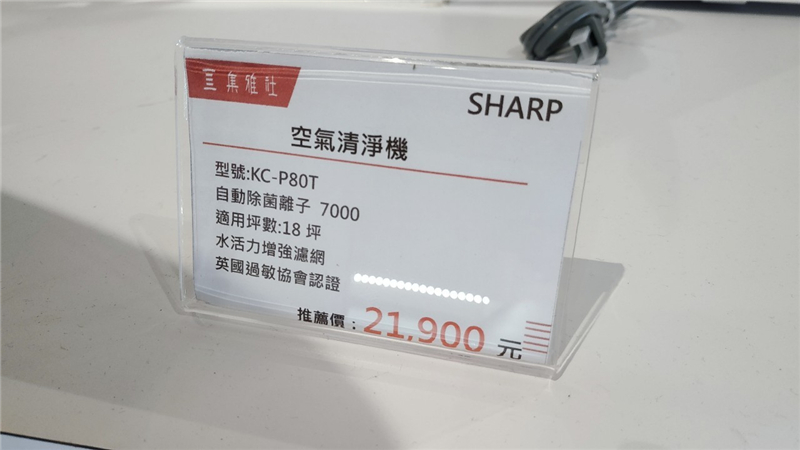 集雅社
SHARP
空氣清淨機
型號:KC-P80T
自動除菌離子 7000
適用坪數:18 坪
水活力增強濾網
英國過敏協會認證
推薦價：21,900 元